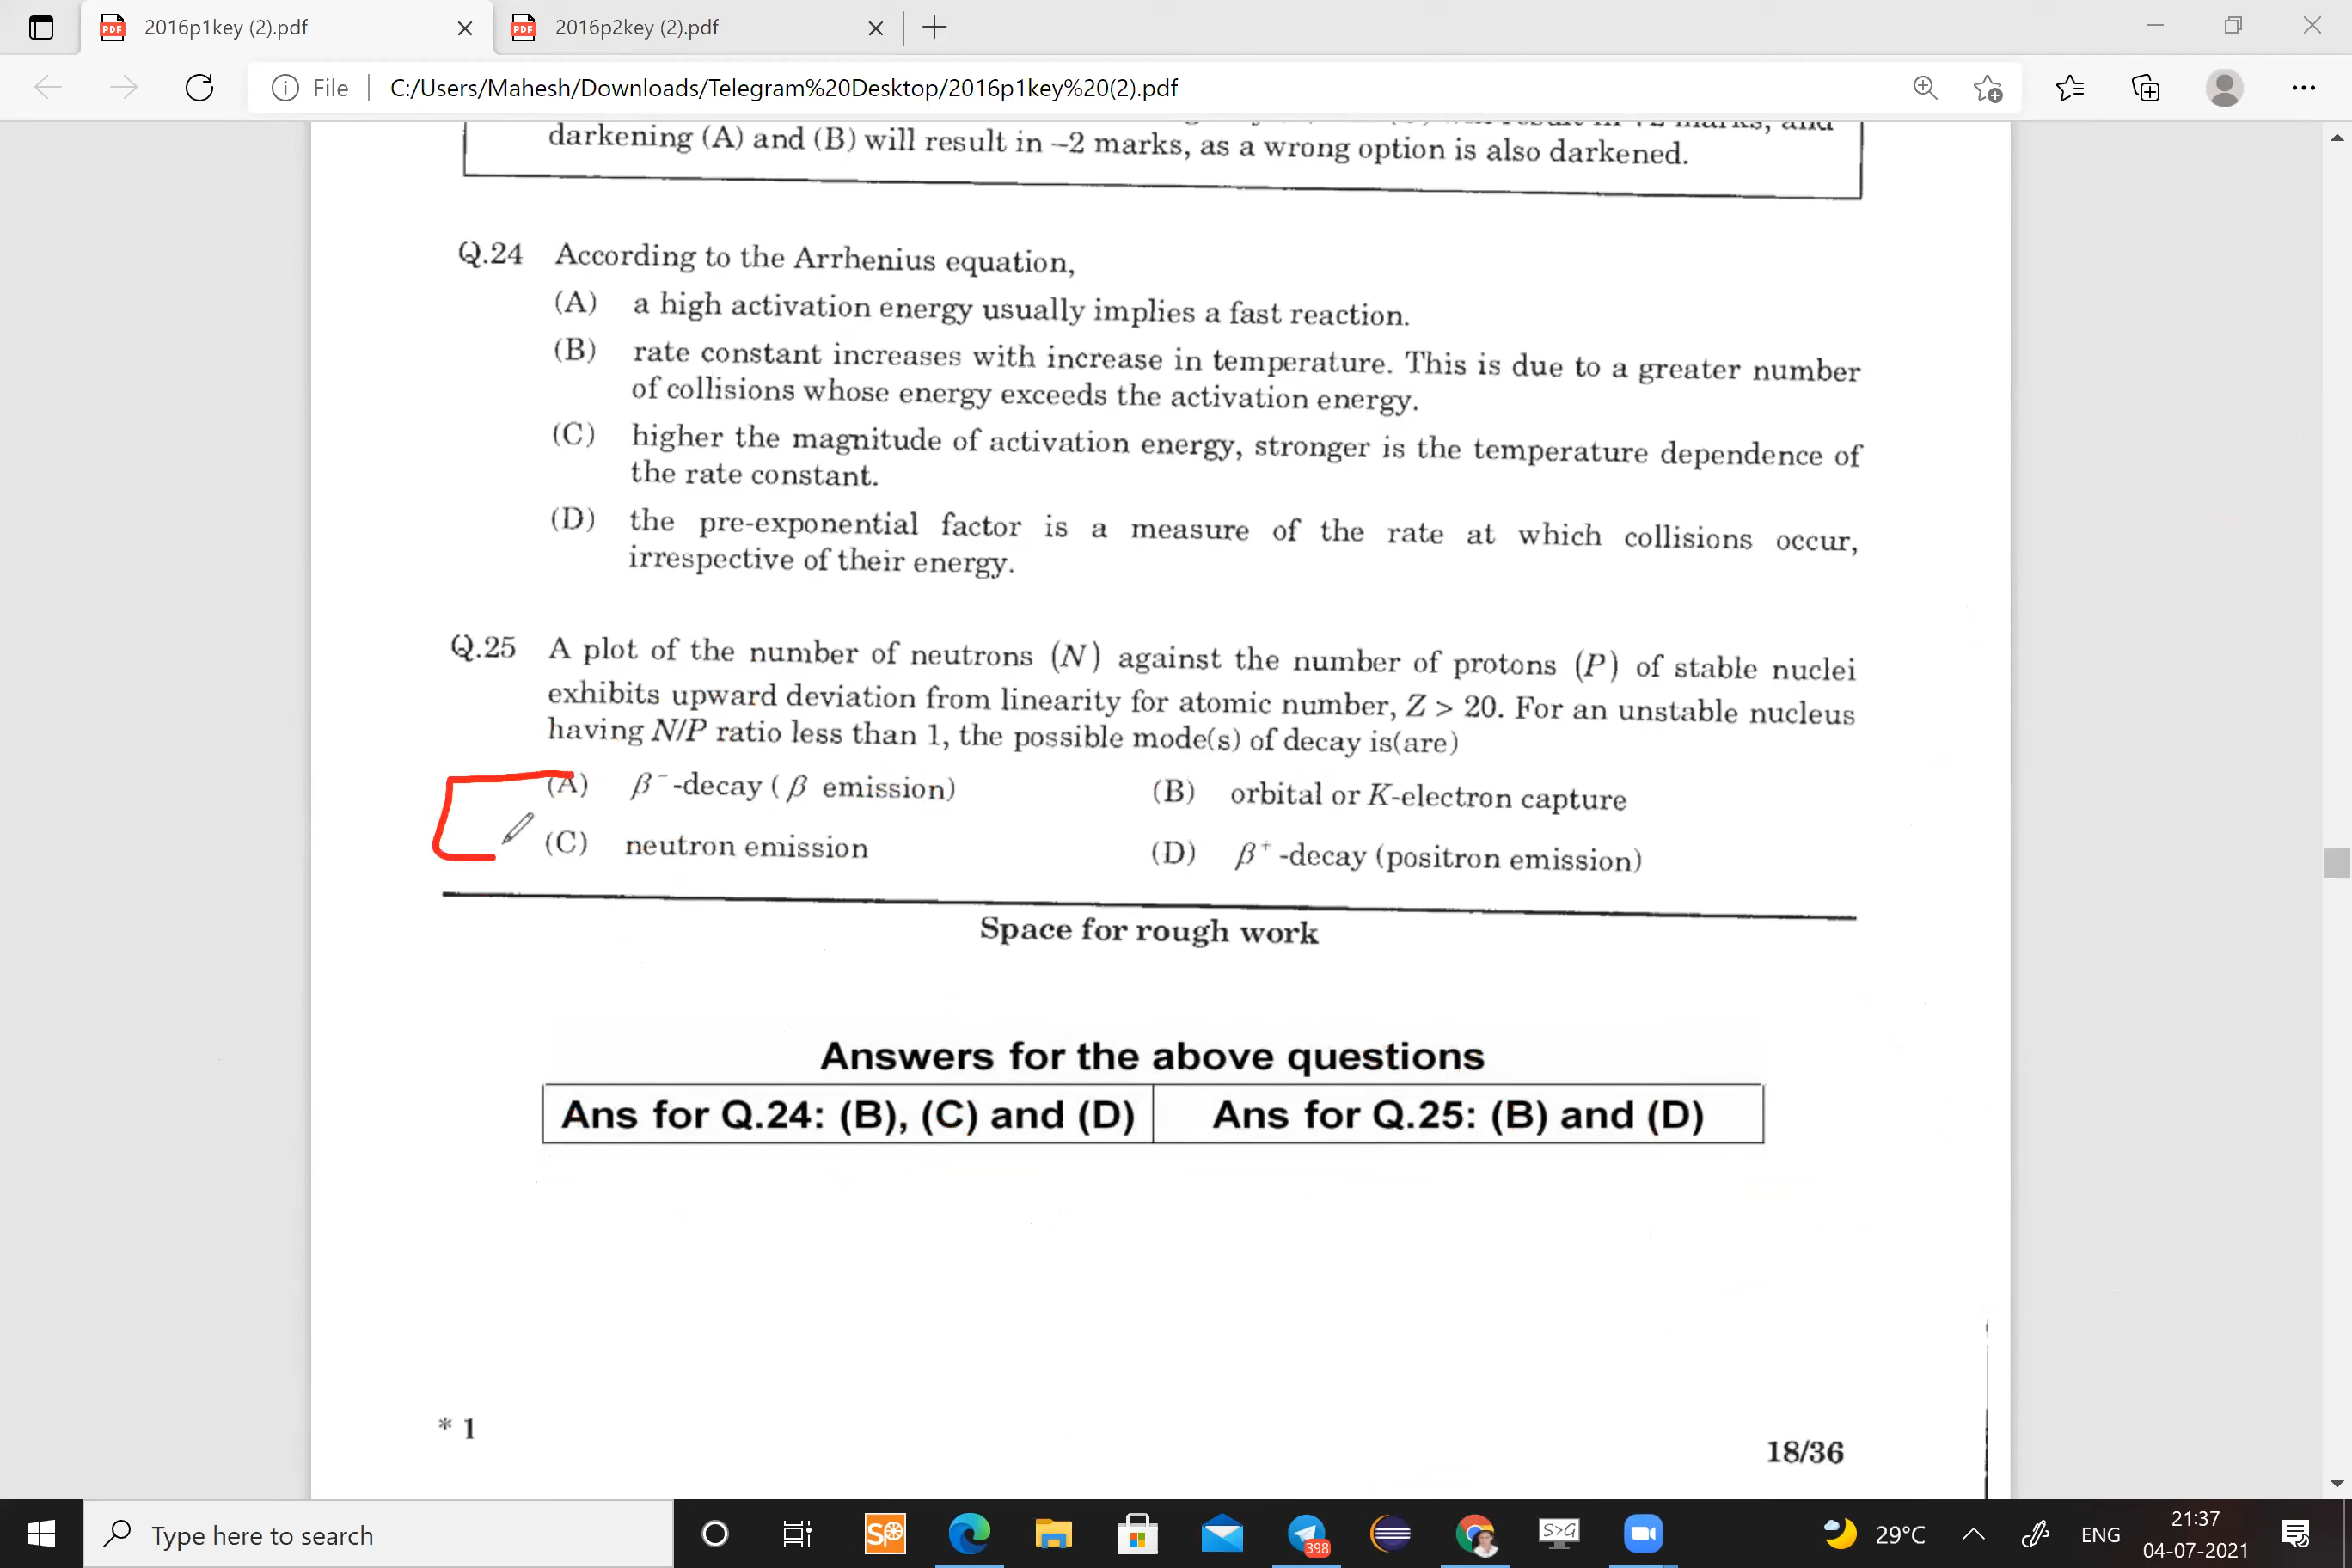 2016p1key (2).pdf
2016p2key (2).pdf
File
C:/Users/Mahesh/Downloads/Telegram%20Desktop/2016p1key%20(2).pdf
marks, and
darkening (A) and (B) will result in –2 marks, as a wrong option is also darkened.
Q.24 According to the Arrhenius equation,
(A) a high activation energy usually implies a fast reaction.
(B) rate constant increases with increase in temperature. This is due to a greater number
of collisions whose energy exceeds the activation energy.
(C) higher the magnitude of activation energy, stronger is the temperature dependence of
the rate constant.
(D) the pre-exponential factor is a measure of the rate at which collisions occur,
irrespective of their energy.
Q.25 A plot of the number of neutrons (N) against the number of protons (P) of stable nuclei
exhibits upward deviation from linearity for atomic number, Z > 20. For an unstable nucleus
having N/P ratio less than 1, the possible mode(s) of decay is(are)
(A) β⁻-decay (β emission) (B) orbital or K-electron capture
(C) neutron emission (D) β⁺-decay (positron emission)
Space for rough work
Answers for the above questions
Ans for Q.24: (B), (C) and (D) Ans for Q.25: (B) and (D)
* 1
18/36
Type here to search
SP
398
S>G
29°C
ENG
21:37
04-07-2021